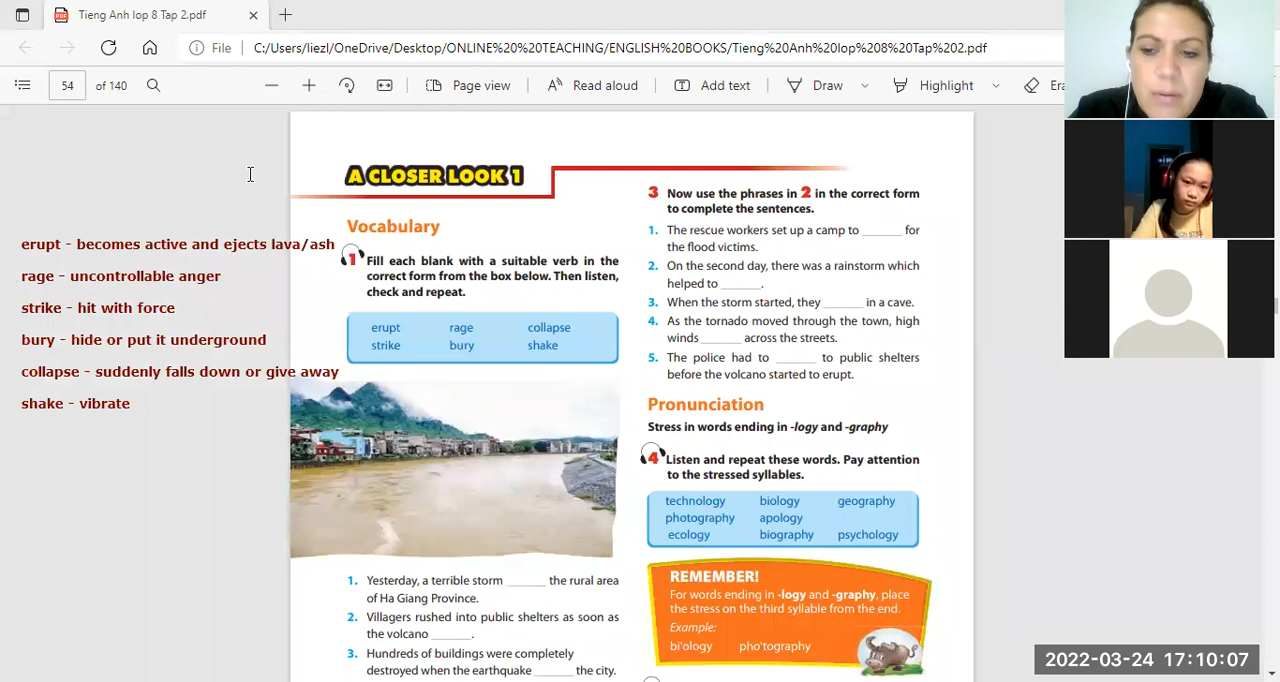 Tieng Anh lop 8 Tap 2.pdf
File
C:/Users/liezl/OneDrive/Desktop/ONLINE%20%20TEACHING/ENGLISH%20BOOKS/Tieng%20Anh%20lop%208%20Tap%202.pdf
54 of 140
Page view
Read aloud
Add text
Draw
Highlight
Era
erupt - becomes active and ejects lava/ash
rage - uncontrollable anger
strike - hit with force
bury - hide or put it underground
collapse - suddenly falls down or give away
shake - vibrate
A CLOSER LOOK 1
Vocabulary
1 Fill each blank with a suitable verb in the
correct form from the box below. Then listen,
check and repeat.
erupt rage collapse
strike bury shake
1. Yesterday, a terrible storm ______ the rural area
of Ha Giang Province.
2. Villagers rushed into public shelters as soon as
the volcano ______.
3. Hundreds of buildings were completely
destroyed when the earthquake ______ the city.
3 Now use the phrases in 2 in the correct form
to complete the sentences.
1. The rescue workers set up a camp to ______ for
the flood victims.
2. On the second day, there was a rainstorm which
helped to ______.
3. When the storm started, they ______ in a cave.
4. As the tornado moved through the town, high
winds ______ across the streets.
5. The police had to ______ to public shelters
before the volcano started to erupt.
Pronunciation
Stress in words ending in -logy and -graphy
4 Listen and repeat these words. Pay attention
to the stressed syllables.
technology biology geography
photography apology
ecology biography psychology
REMEMBER!
For words ending in -logy and -graphy, place
the stress on the third syllable from the end.
Example:
bi'ology pho'tography
2022-03-24 17:10:07